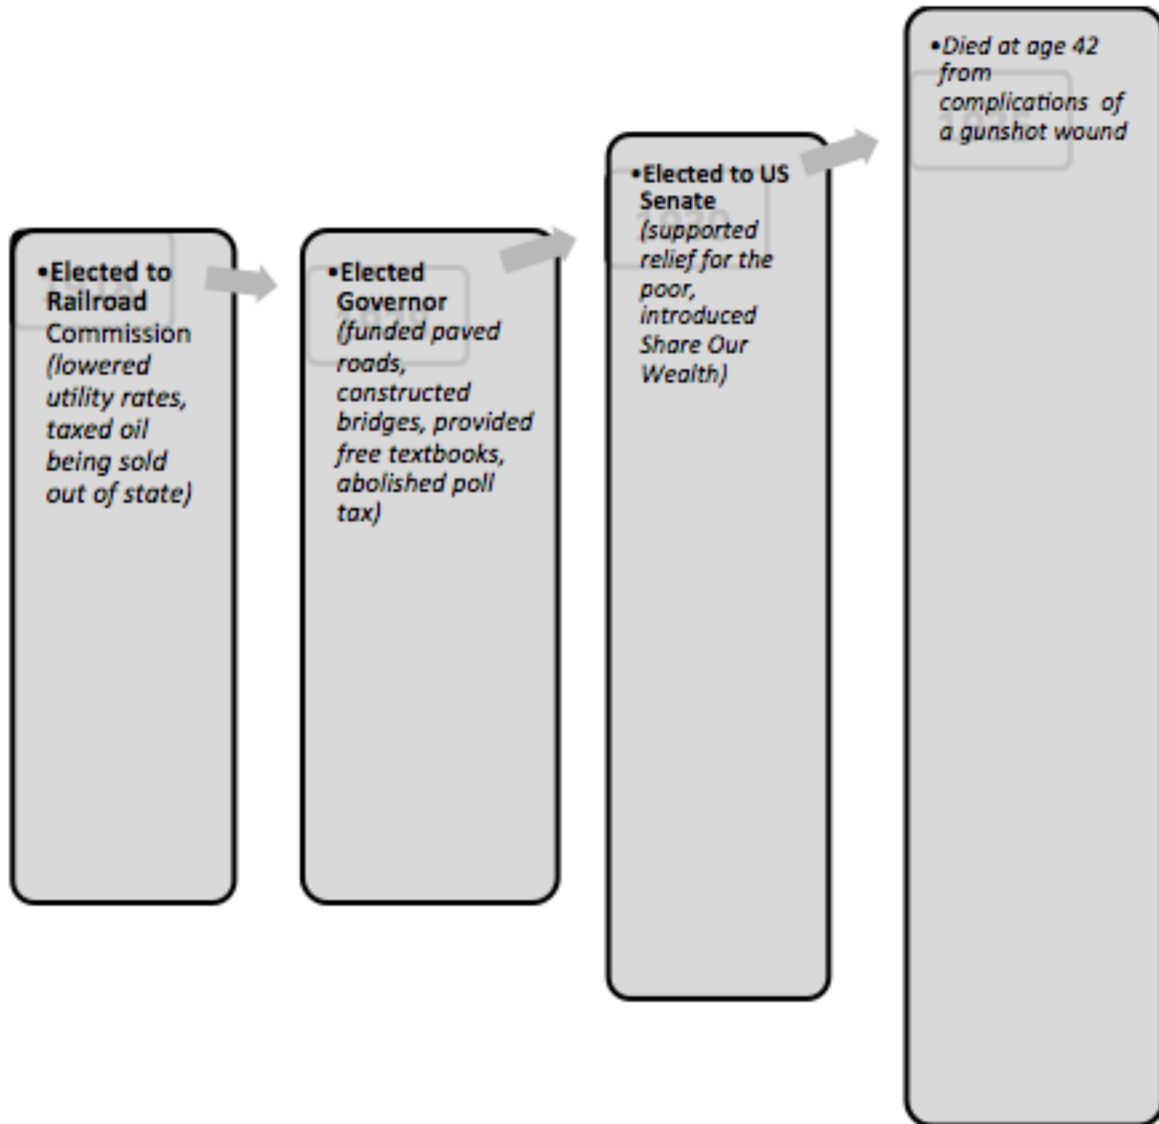 •Elected to
Railroad
Commission
(lowered
utility rates,
taxed oil
being sold
out of state)
•Elected
Governor
(funded paved
roads,
constructed
bridges, provided
free textbooks,
abolished poll
tax)
•Elected to US
Senate
(supported
relief for the
poor,
introduced
Share Our
Wealth)
1930
•Died at age 42
from
complications of
a gunshot wound
1935